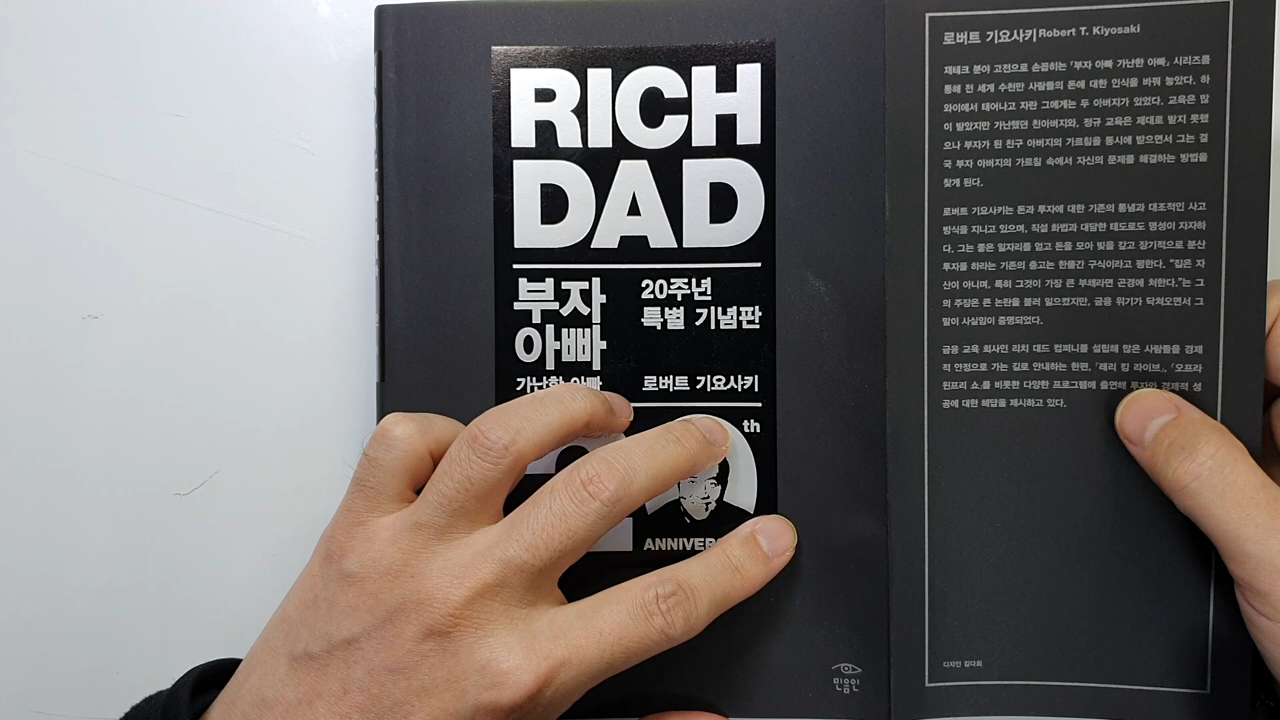 RICH
DAD
부자
아빠
가난한 아빠
20주년
특별 기념판
로버트 기요사키
th
민음인
로버트 기요사키 Robert T. Kiyosaki
재테크 분야 고전으로 손꼽히는 「부자 아빠 가난한 아빠」 시리즈를
통해 전 세계 수천만 사람들의 돈에 대한 인식을 바꿔 놓았다. 하
와이에서 태어나고 자란 그에게는 두 아버지가 있었다. 교육은 많
이 받았지만 가난했던 친아버지와, 정규 교육은 제대로 받지 못했
으나 부자가 된 친구 아버지의 가르침을 동시에 받으면서 그는 결
국 부자 아버지의 가르침 속에서 자신의 문제를 해결하는 방법을
찾게 된다.
로버트 기요사키는 돈과 투자에 대한 기존의 통념과 대조적인 사고
방식을 지니고 있으며, 직설 화법과 대담한 태도로도 명성이 자자하
다. 그는 좋은 일자리를 얻고 돈을 모아 빚을 갚고 장기적으로 분산
투자를 하라는 기존의 충고는 한물간 구식이라고 평한다. “집은 자
산이 아니며, 특히 그것이 가장 큰 부채라면 곤경에 처한다.”는 그
의 주장은 큰 논란을 불러 일으켰지만, 금융 위기가 닥쳐오면서 그
말이 사실임이 증명되었다.
금융 교육 회사인 리치 대드 컴퍼니를 설립해 많은 사람들을 경제
적 안정으로 가는 길로 안내하는 한편, 「래리 킹 라이브」, 「오프라
윈프리 쇼」를 비롯한 다양한 프로그램에 출연해 투자와 경제적 성
공에 대한 해답을 제시하고 있다.
디자인 김다희